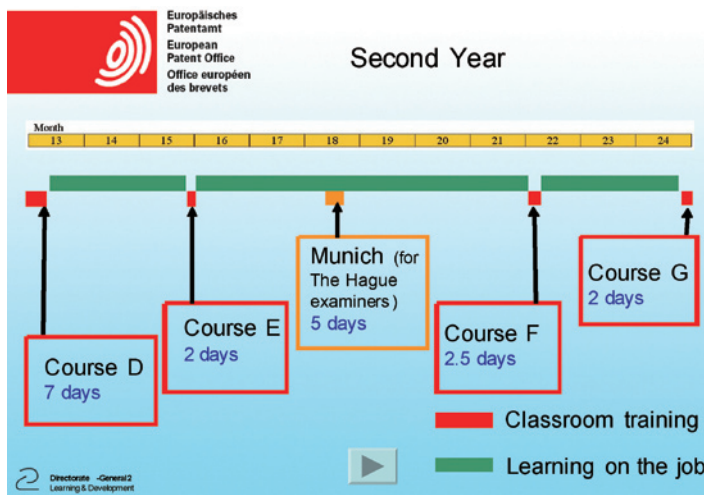 Europäisches
Patentamt
European
Patent Office
Office européen
des brevets
Second Year
Month
13 14 15 16 17 18 19 20 21 22 23 24
Munich (for
The Hague
examiners)
5 days
Course G
2 days
Course E
2 days
Course F
2.5 days
Course D
7 days
Classroom training
Learning on the job
Directorate -General2
Learning & Development